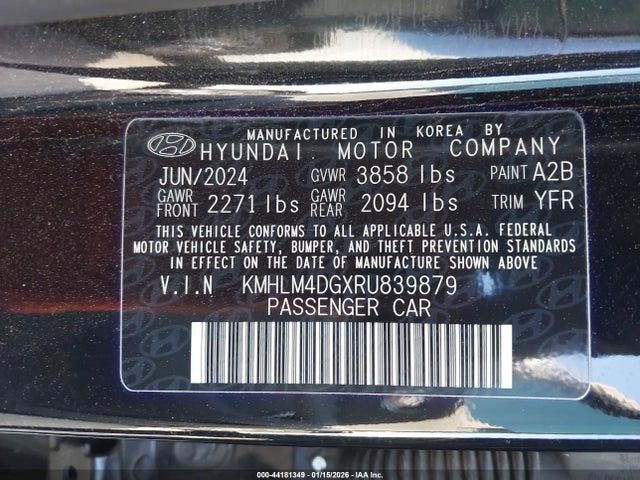 MANUFACTURED IN KOREA BY
HYUNDAI MOTOR COMPANY
JUN/2024 GVWR 3858 lbs PAINT A2B
GAWR FRONT 2271 lbs GAWR REAR 2094 lbs TRIM YFR
THIS VEHICLE CONFORMS TO ALL APPLICABLE U.S.A. FEDERAL
MOTOR VEHICLE SAFETY, BUMPER, AND THEFT PREVENTION STANDARDS
IN EFFECT ON THE DATE OF MANUFACTURE SHOWN ABOVE.
V.I.N KMHLM4DGXRU839879
PASSENGER CAR
000-44181349 - 01/15/2026 - IAA Inc.